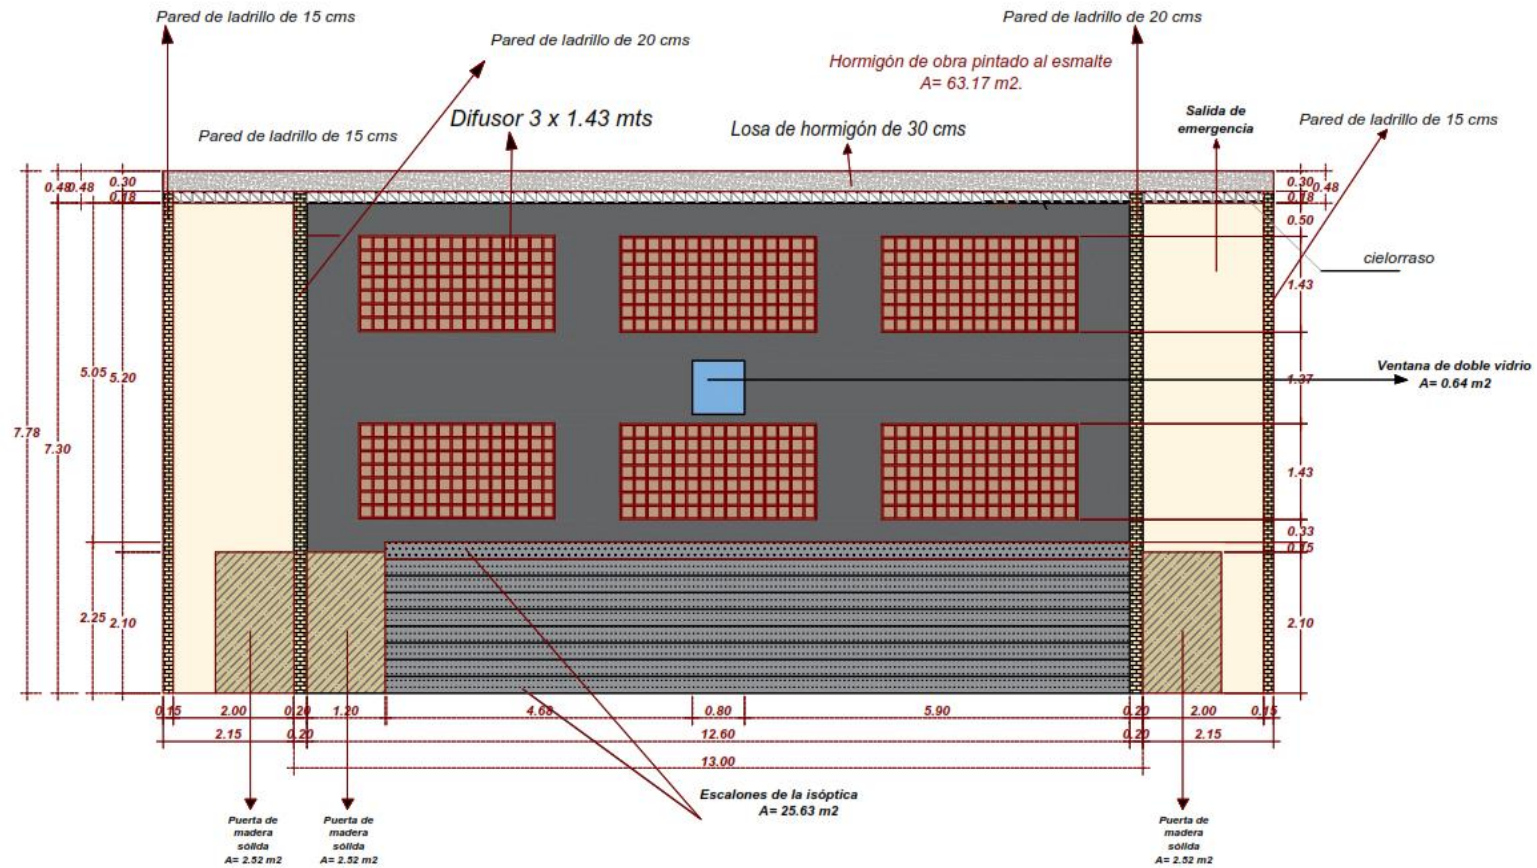 Pared de ladrillo de 15 cms
Pared de ladrillo de 20 cms
Pared de ladrillo de 20 cms
Hormigón de obra pintado al esmalte
A= 63.17 m2.
Difusor 3 x 1.43 mts
Losa de hormigón de 30 cms
Salida de
emergencia
Pared de ladrillo de 15 cms
Pared de ladrillo de 15 cms
0.48
0.48
0.30
0.18
0.30
0.48
0.18
0.50
cielorraso
1.43
5.05
5.20
1.37
Ventana de doble vidrio
A= 0.64 m2
7.78
7.30
1.43
0.33
0.15
2.25
2.10
2.10
0.15
2.00
0.20
1.20
4.68
0.80
5.90
0.20
2.00
0.15
2.15
0.20
12.60
0.20
2.15
13.00
Escalones de la isóptica
A= 25.63 m2
Puerta de
madera
sólida
A= 2.52 m2
Puerta de
madera
sólida
A= 2.52 m2
Puerta de
madera
sólida
A= 2.52 m2